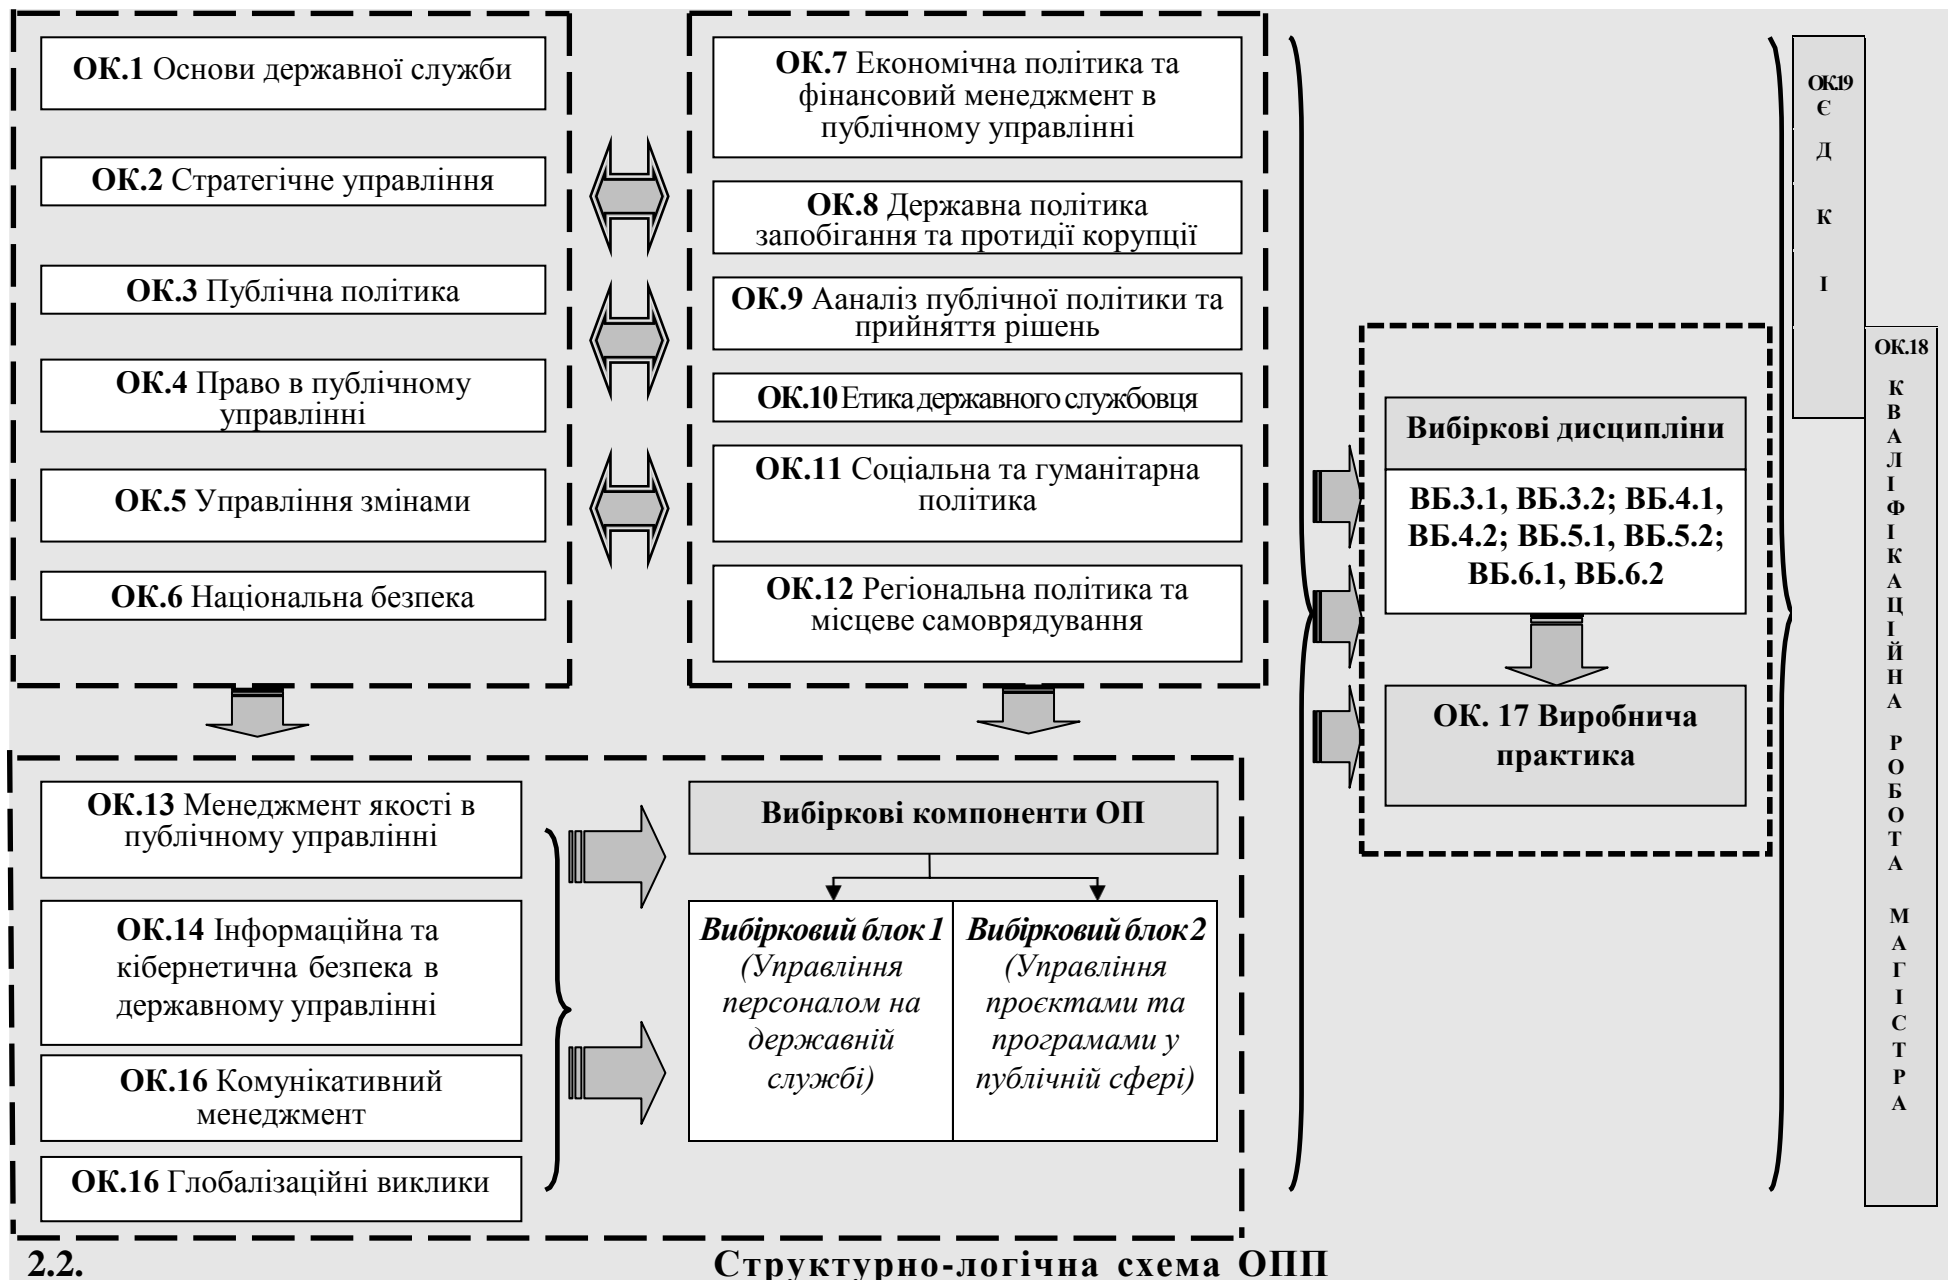 ОК.1 Основи державної служби
ОК.2 Стратегічне управління
ОК.3 Публічна політика
ОК.4 Право в публічному
управлінні
ОК.5 Управління змінами
ОК.6 Національна безпека
ОК.7 Економічна політика та
фінансовий менеджмент в
публічному управлінні
ОК.8 Державна політика
запобігання та протидії корупції
ОК.9 Ааналіз публічної політики та
прийняття рішень
ОК.10 Етика державного службовця
ОК.11 Соціальна та гуманітарна
політика
ОК.12 Регіональна політика та
місцеве самоврядування
ОК.13 Менеджмент якості в
публічному управлінні
ОК.14 Інформаційна та
кібернетична безпека в
державному управлінні
ОК.16 Комунікативний
менеджмент
ОК.16 Глобалізаційні виклики
Вибіркові компоненти ОП
Вибірковий блок 1
(Управління
персоналом на
державній
службі)
Вибірковий блок 2
(Управління
проєктами та
програмами у
публічній сфері)
Вибіркові дисципліни
ВБ.3.1, ВБ.3.2; ВБ.4.1,
ВБ.4.2; ВБ.5.1, ВБ.5.2;
ВБ.6.1, ВБ.6.2
ОК. 17 Виробнича
практика
ОК.19
Є
Д
К
І
ОК.18
К
В
А
Л
І
Ф
І
К
А
Ц
І
Й
Н
А
Р
О
Б
О
Т
А
М
А
Г
І
С
Т
Р
А
2.2. Структурно-логічна схема ОПП